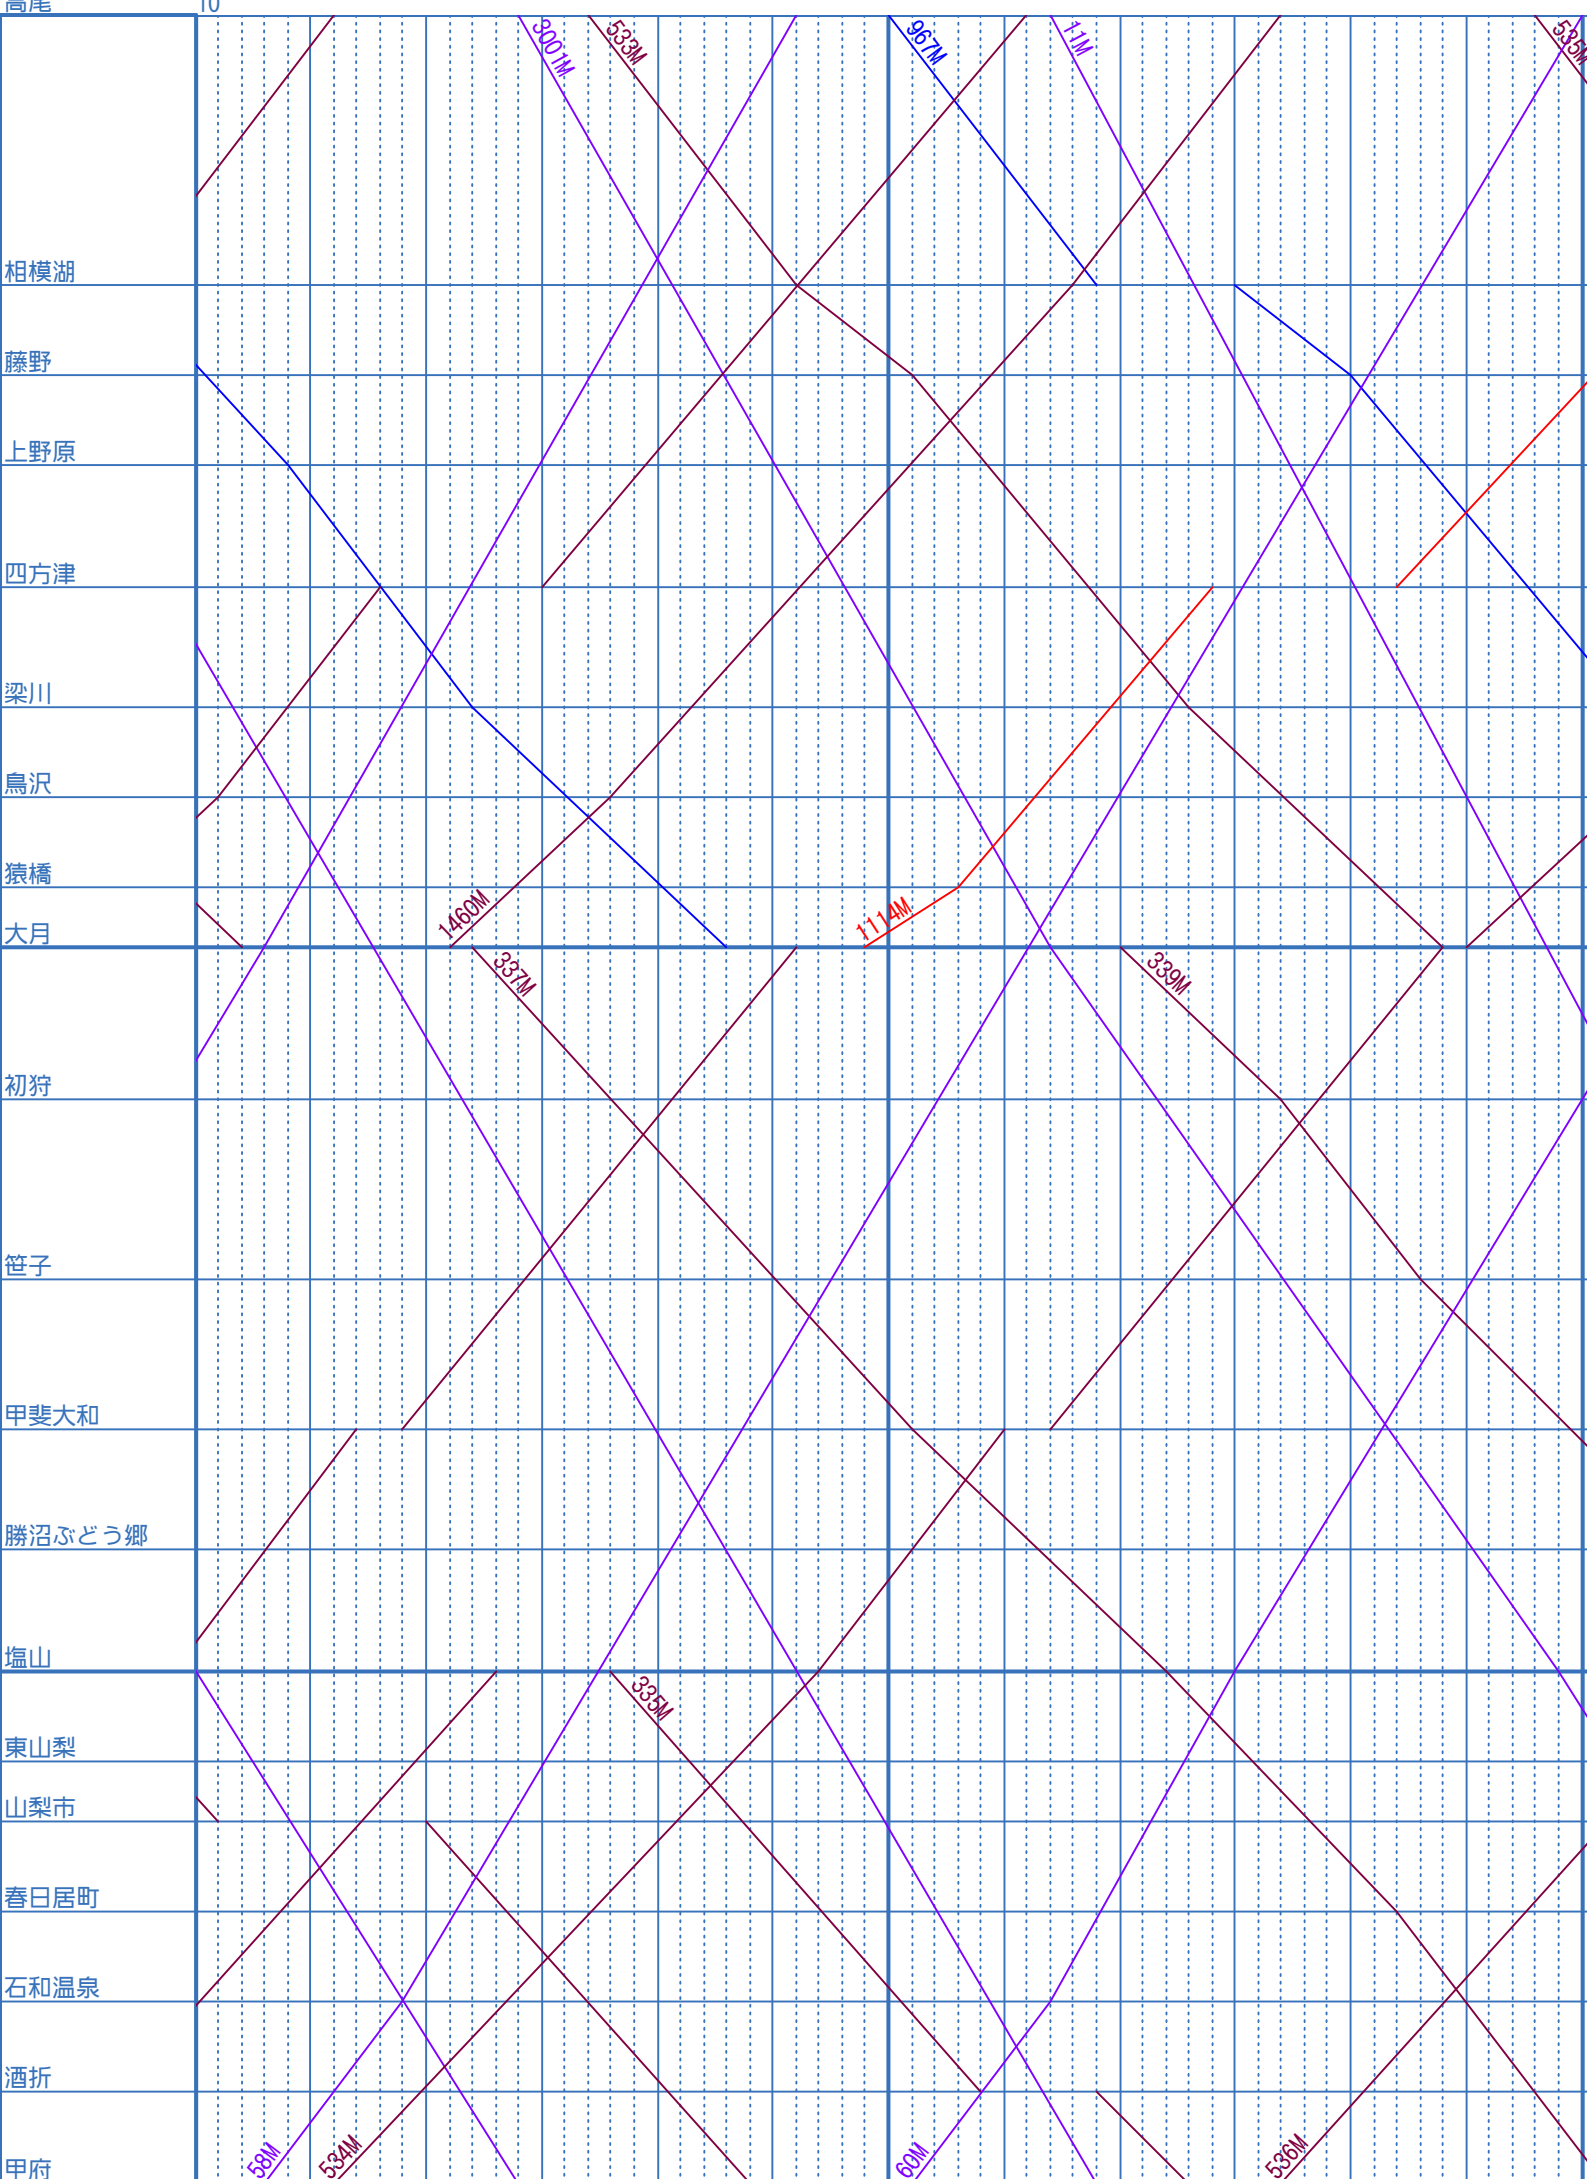 高尾 10
3001M
533M
967M
11M
535M
相模湖
藤野
上野原
四方津
梁川
鳥沢
猿橋
大月
1460M
1114M
337M
339M
初狩
笹子
甲斐大和
勝沼ぶどう郷
塩山
335M
東山梨
山梨市
春日居町
石和温泉
酒折
甲府
58M
534M
60M
536M